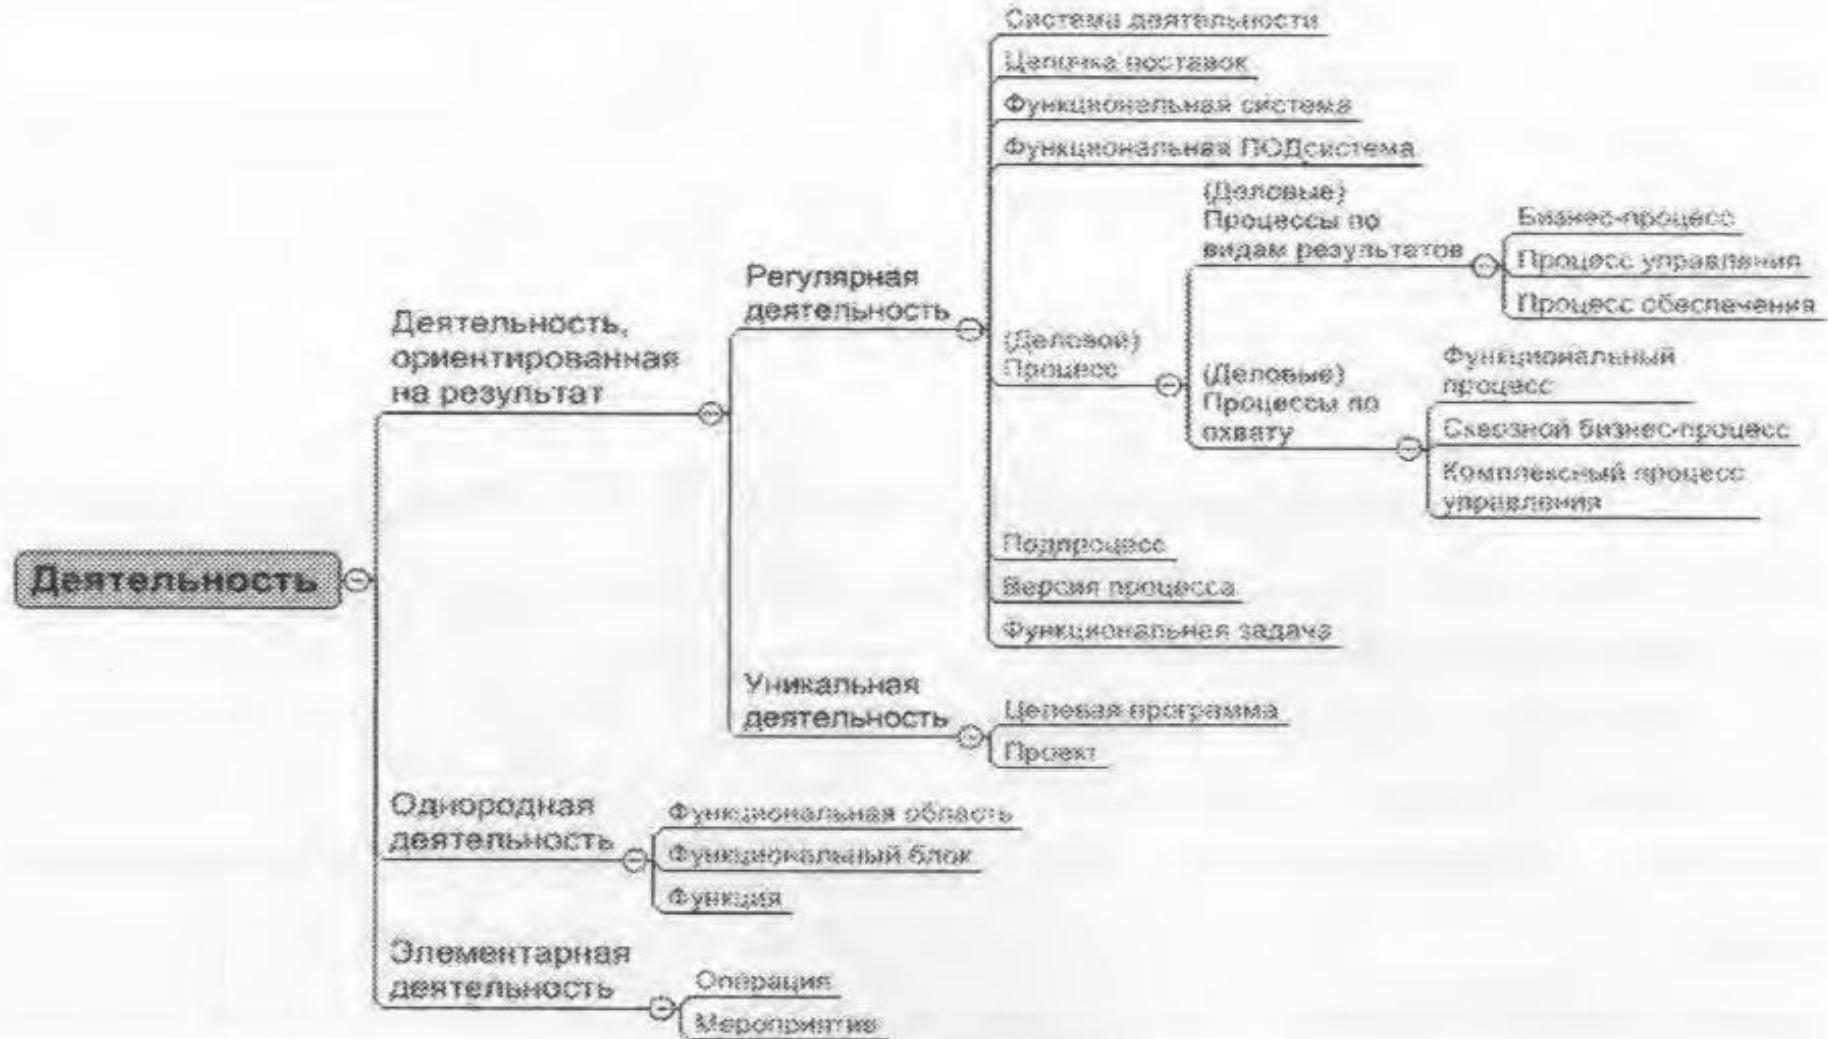 Деятельность
Деятельность,
ориентированная
на результат
Регулярная
деятельность
Система деятельности
Цепочка поставок
Функциональная система
Функциональная ПОДсистема
(Деловой)
Процесс
(Деловые)
Процессы по
видам результатов
Бизнес-процесс
Процесс управления
Процесс обеспечения
(Деловые)
Процессы по
охвату
Функциональный
процесс
Сквозной бизнес-процесс
Комплексный процесс
управления
Подпроцесс
Версия процесса
Функциональная задача
Уникальная
деятельность
Целевая программа
Проект
Однородная
деятельность
Функциональная область
Функциональный блок
Функция
Элементарная
деятельность
Операция
Мероприятие